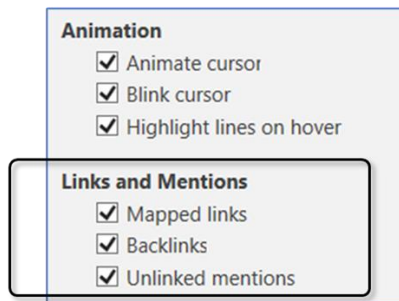 Animation
Animate cursor
Blink cursor
Highlight lines on hover
Links and Mentions
Mapped links
Backlinks
Unlinked mentions